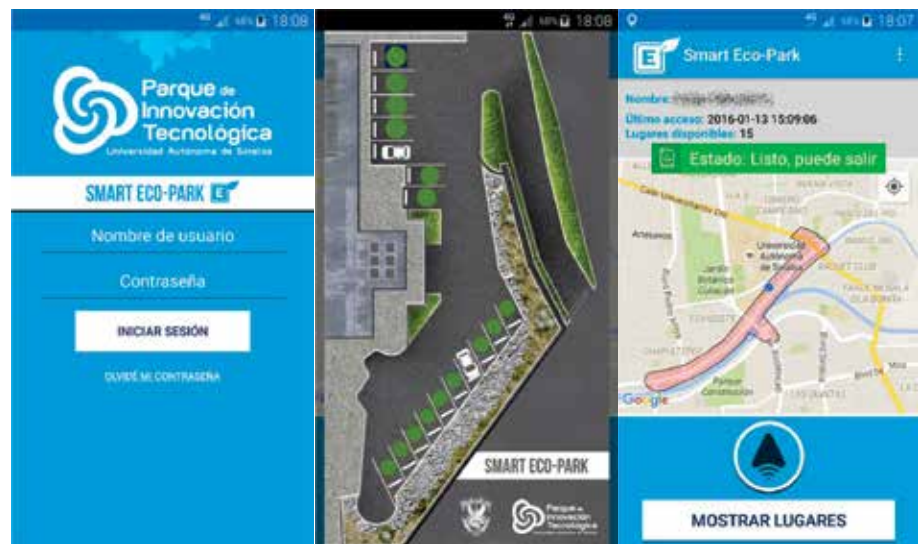 18:08
Parque de
Innovación
Tecnológica
Universidad Autónoma de Sinaloa
SMART ECO-PARK E
Nombre de usuario
Contraseña
INICIAR SESIÓN
OLVIDÉ MI CONTRASEÑA
18:08
SMART ECO-PARK
Parque de
Innovación
Tecnológica
18:07
E Smart Eco-Park
Nombre:
Último acceso: 2016-01-13 15:09:06
Lugares disponibles: 15
Estado: Listo, puede salir
Universidad
Autónoma
de Sinaloa
Jardín
Botánico
Culiacán
Parque
Constitución
Google
MOSTRAR LUGARES